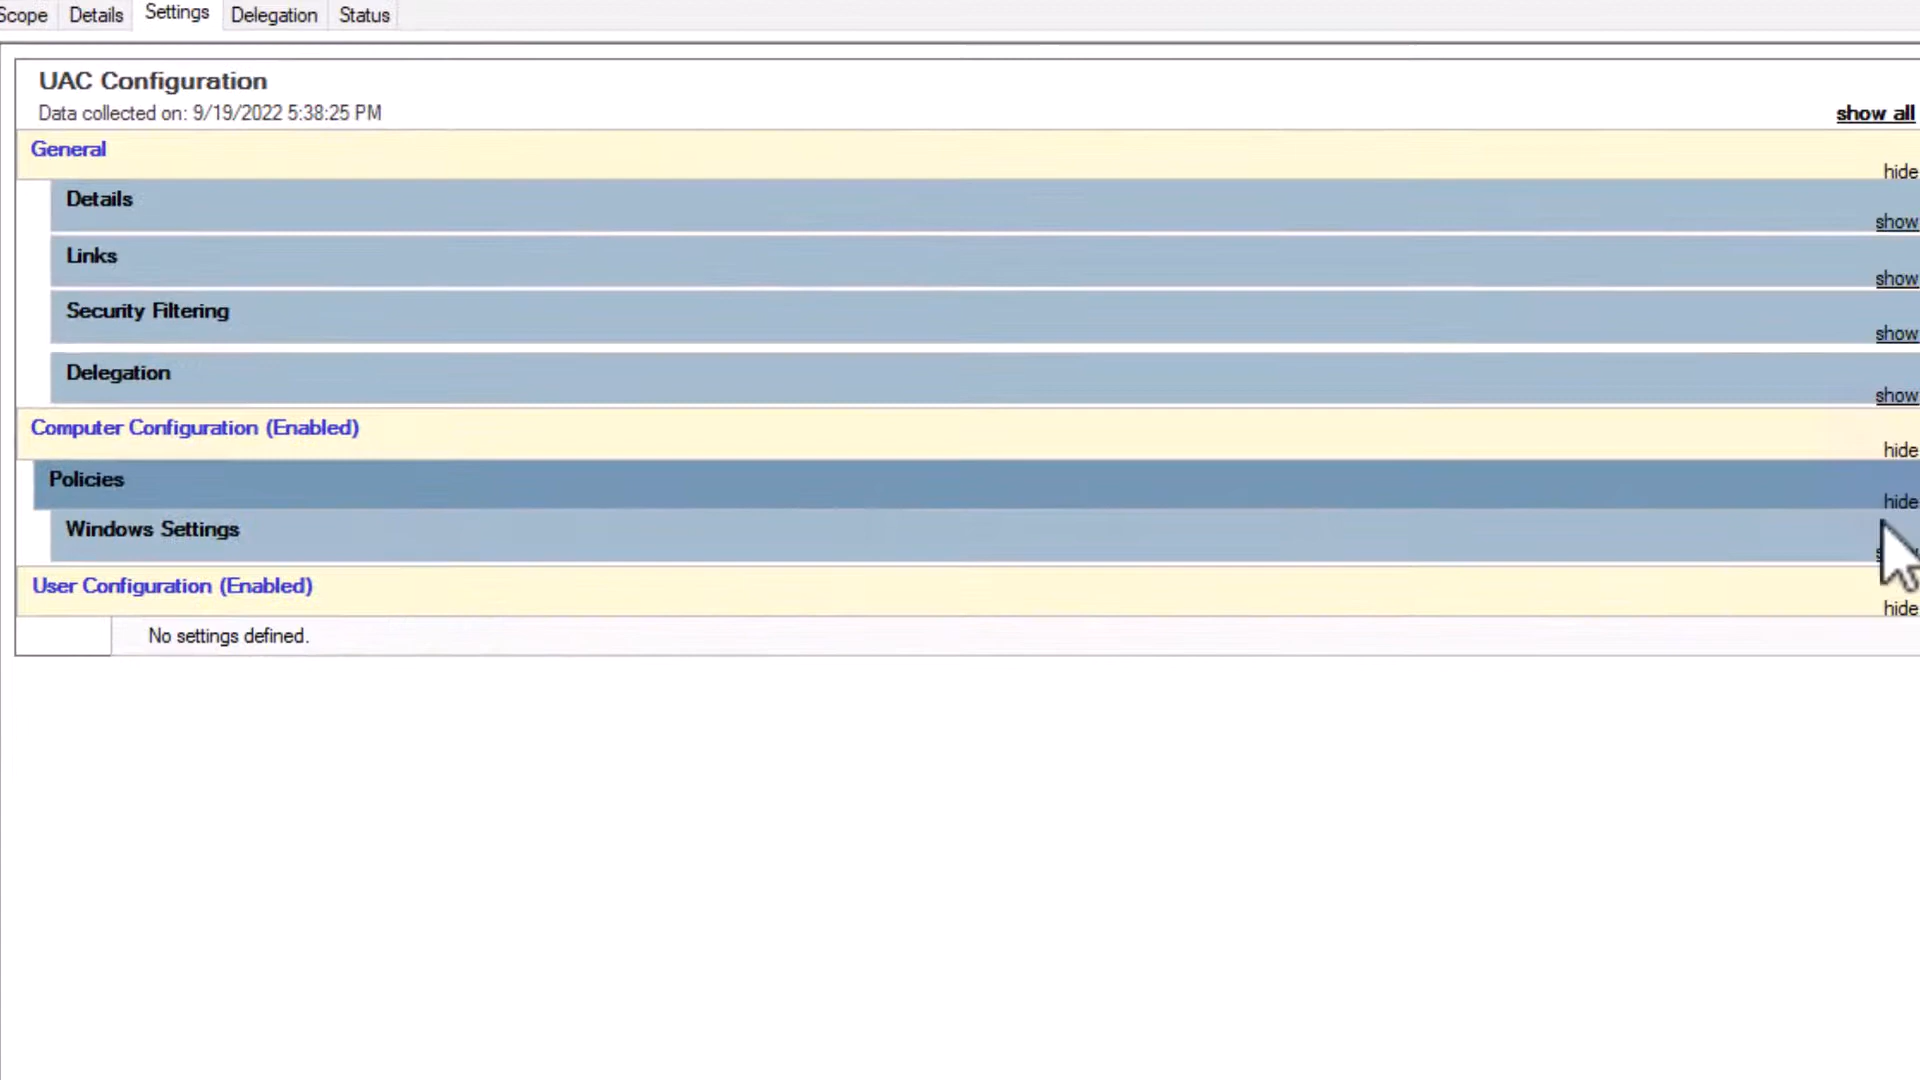 Scope Details Settings Delegation Status
UAC Configuration
Data collected on: 9/19/2022 5:38:25 PM
show all
General
hide
Details
show
Links
show
Security Filtering
show
Delegation
show
Computer Configuration (Enabled)
hide
Policies
hide
Windows Settings
User Configuration (Enabled)
hide
No settings defined.